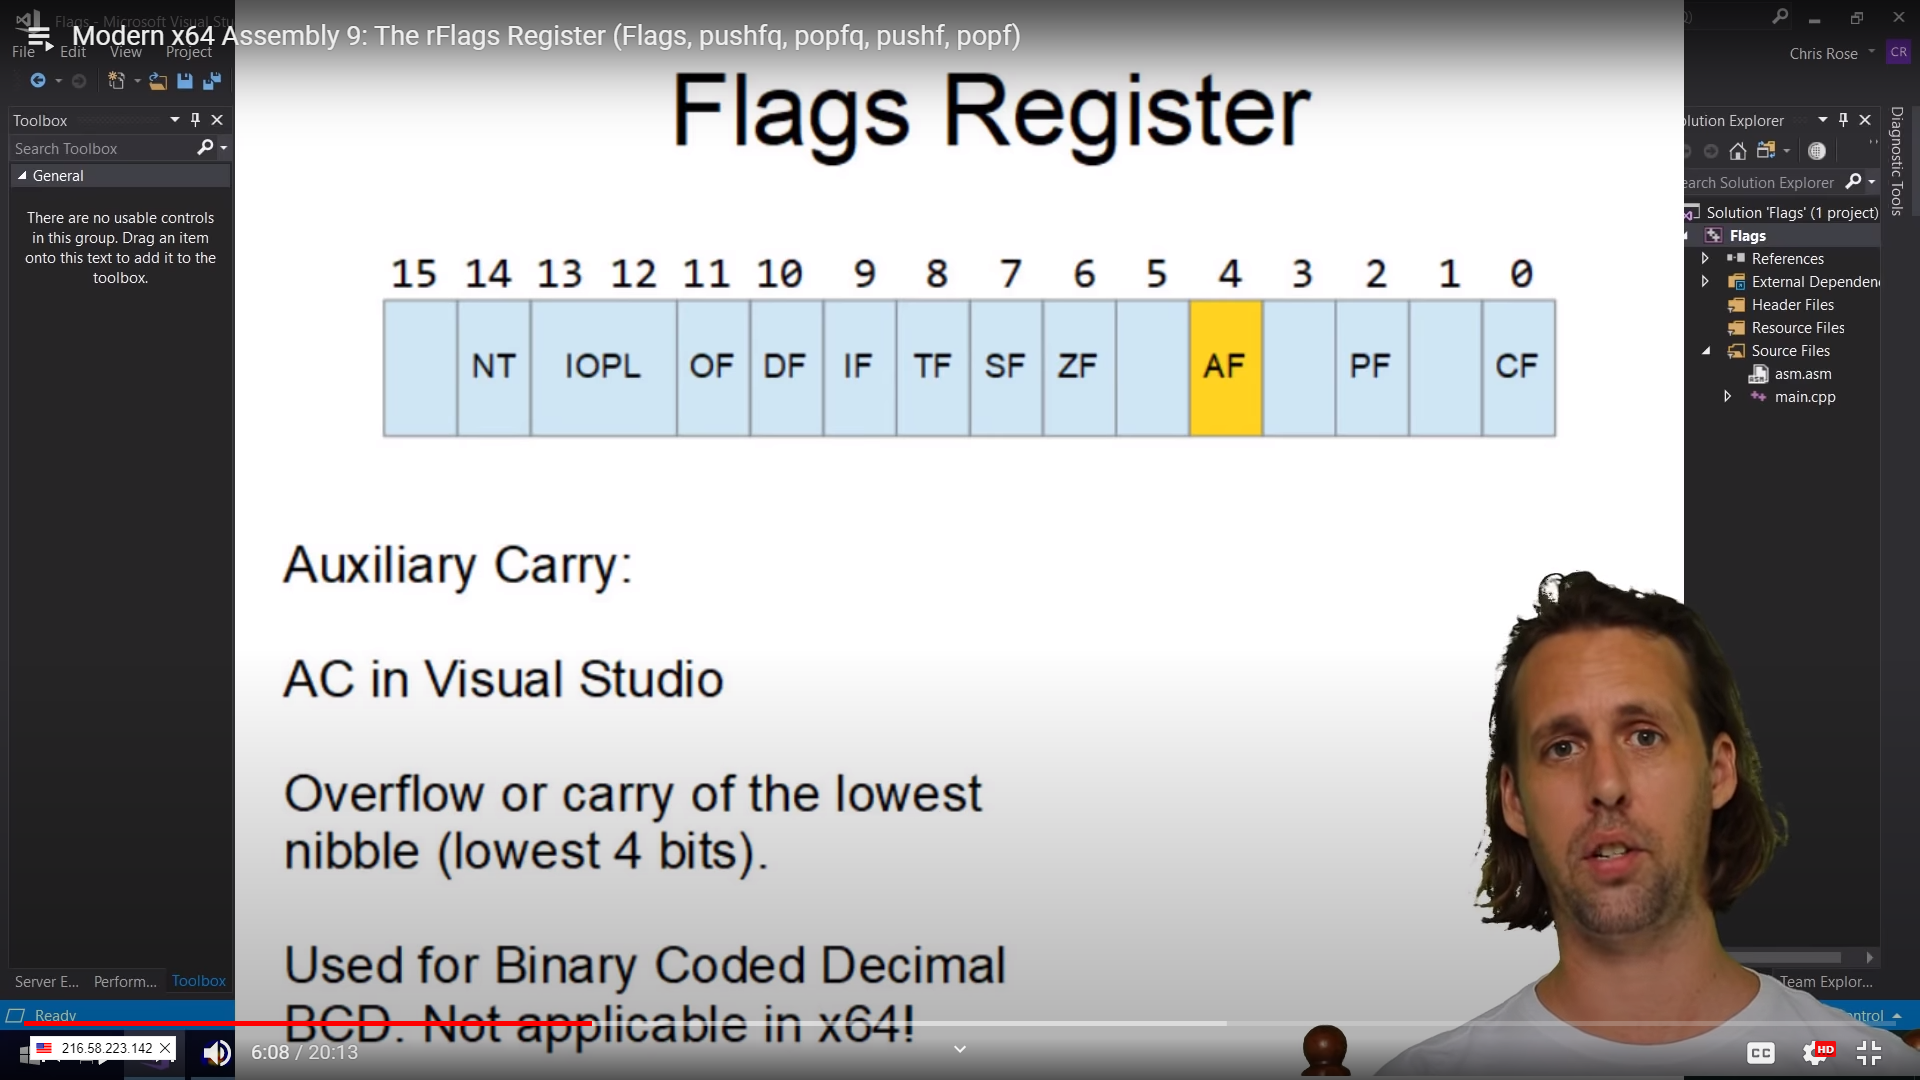 Flags - Microsoft Visual Stu
Modern x64 Assembly 9: The rFlags Register (Flags, pushfq, popfq, pushf, popf)
File Edit View Project
Chris Rose CR
Toolbox
Search Toolbox
General
There are no usable controls
in this group. Drag an item
onto this text to add it to the
toolbox.
Flags Register
15 14 13 12 11 10 9 8 7 6 5 4 3 2 1 0
NT IOPL OF DF IF TF SF ZF AF PF CF
Auxiliary Carry:
AC in Visual Studio
Overflow or carry of the lowest
nibble (lowest 4 bits).
Used for Binary Coded Decimal
BCD. Not applicable in x64!
lution Explorer
earch Solution Explorer
Solution 'Flags' (1 project)
Flags
References
External Dependen
Header Files
Resource Files
Source Files
asm.asm
main.cpp
Diagnostic Tools
Server E... Perform... Toolbox
Team Explor...
Ready
ontrol
216.58.223.142
6:08 / 20:13
CC
HD